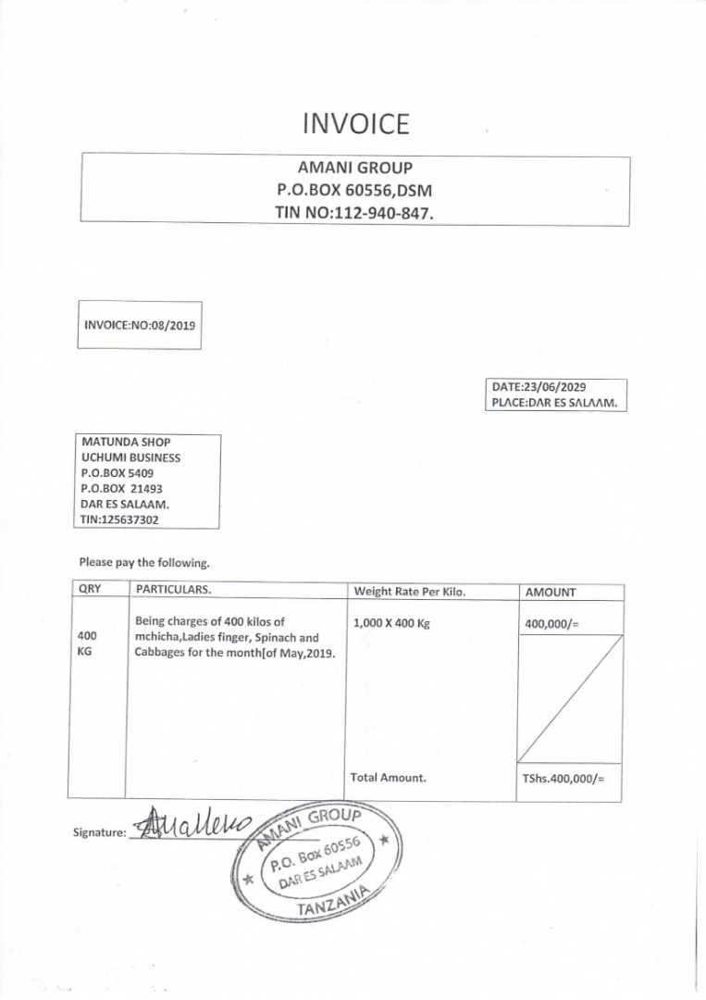 INVOICE
AMANI GROUP
P.O.BOX 60556,DSM
TIN NO:112-940-847.
INVOICE:NO:08/2019
DATE:23/06/2029
PLACE:DAR ES SALAAM.
MATUNDA SHOP
UCHUMI BUSINESS
P.O.BOX 5409
P.O.BOX 21493
DAR ES SALAAM.
TIN:125637302
Please pay the following.
QRY PARTICULARS. Weight Rate Per Kilo. AMOUNT
400 KG
Being charges of 400 kilos of
mchicha,Ladies finger, Spinach and
Cabbages for the month[of May,2019.
1,000 X 400 Kg
400,000/=
Total Amount. TShs.400,000/=
Signature:
AMANI GROUP
P.O. Box 60556
DAR ES SALAAM
TANZANIA